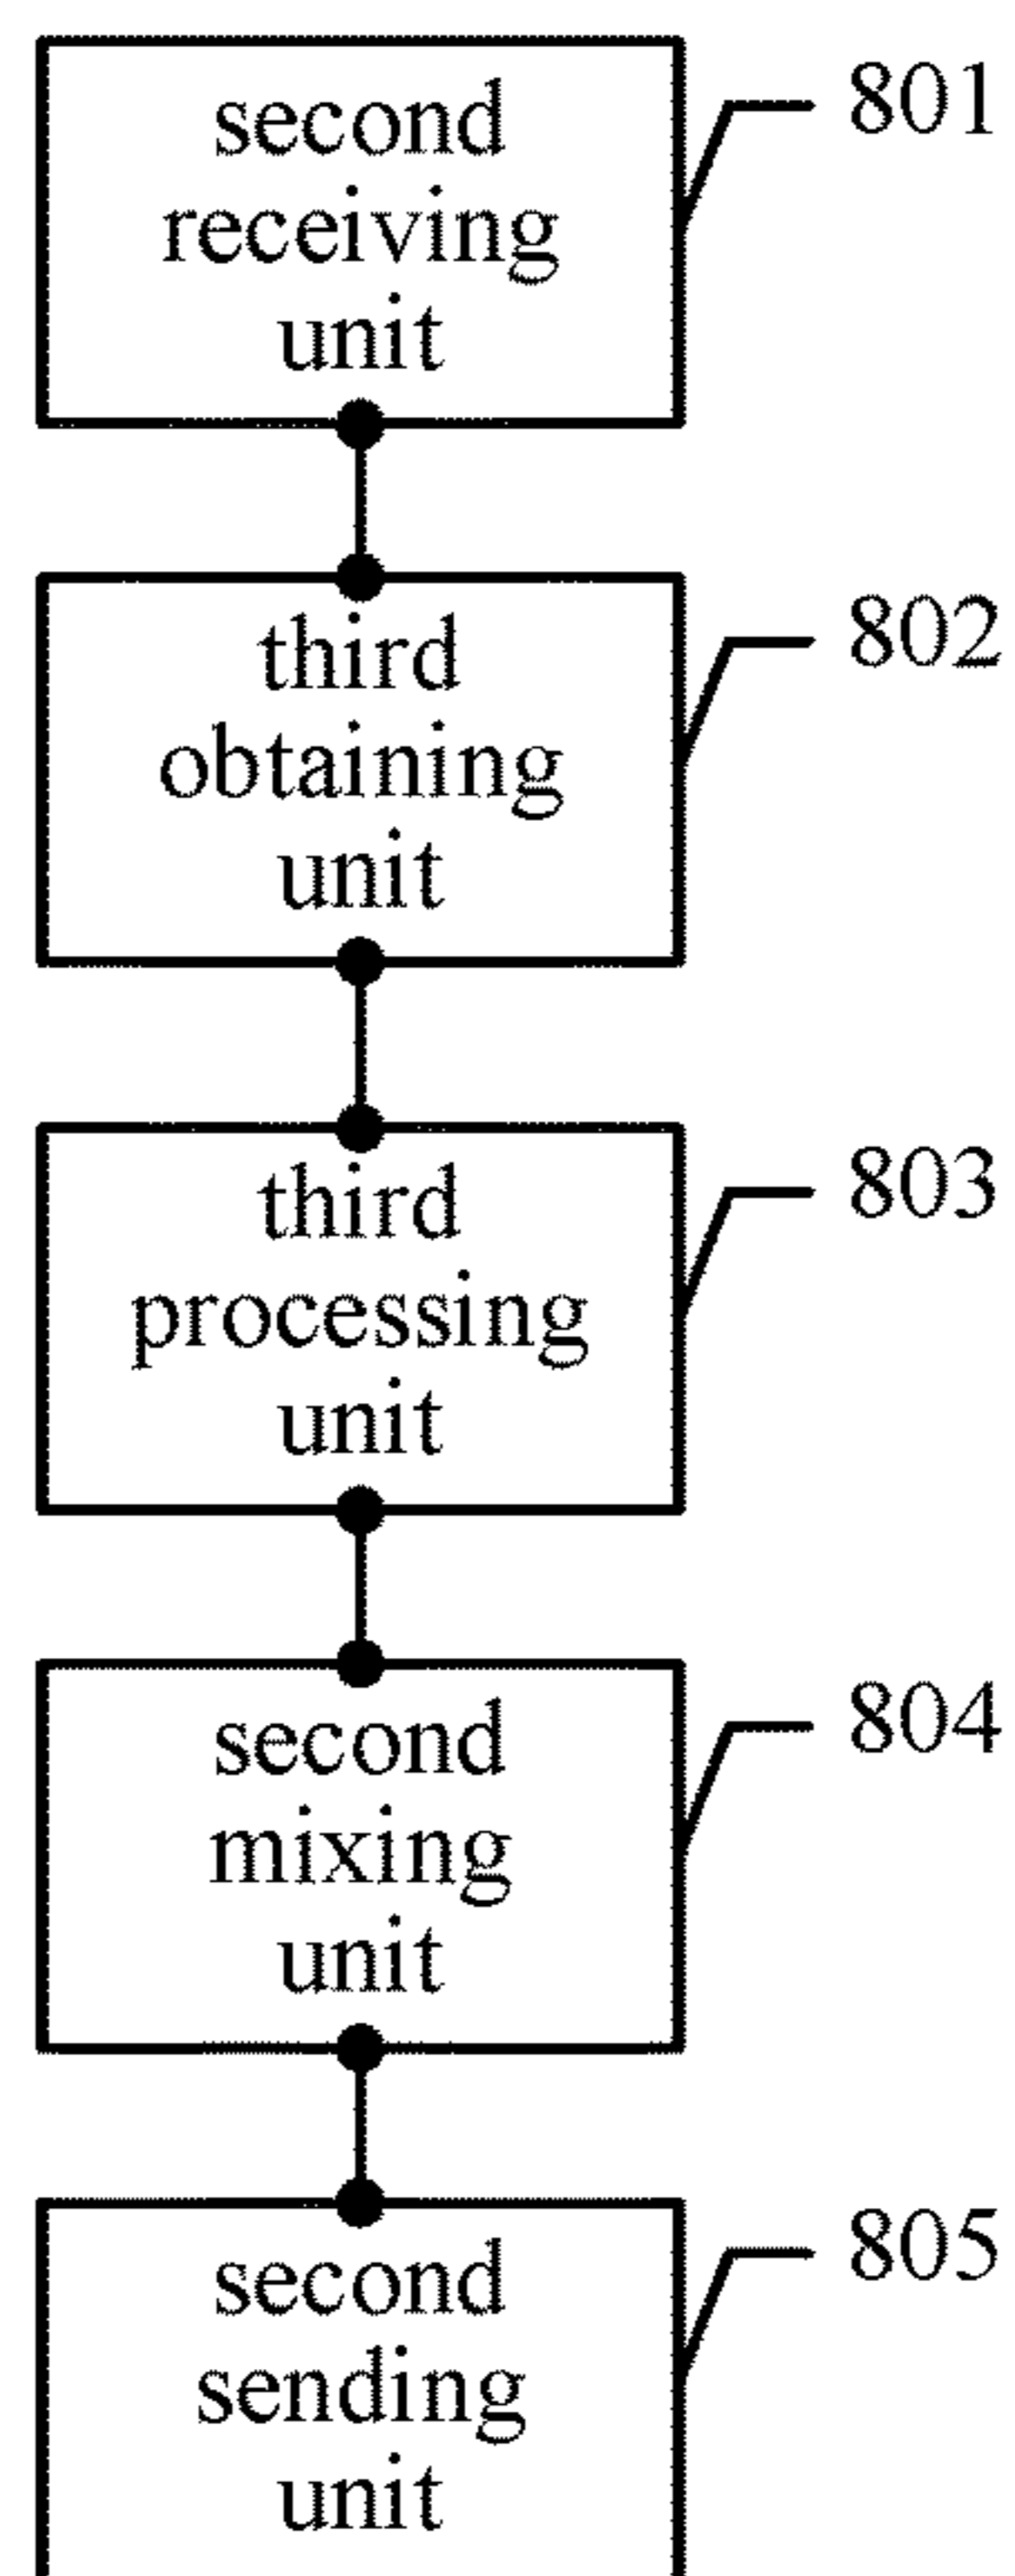 second
receiving
unit
801
third
obtaining
unit
802
third
processing
unit
803
second
mixing
unit
804
second
sending
unit
805